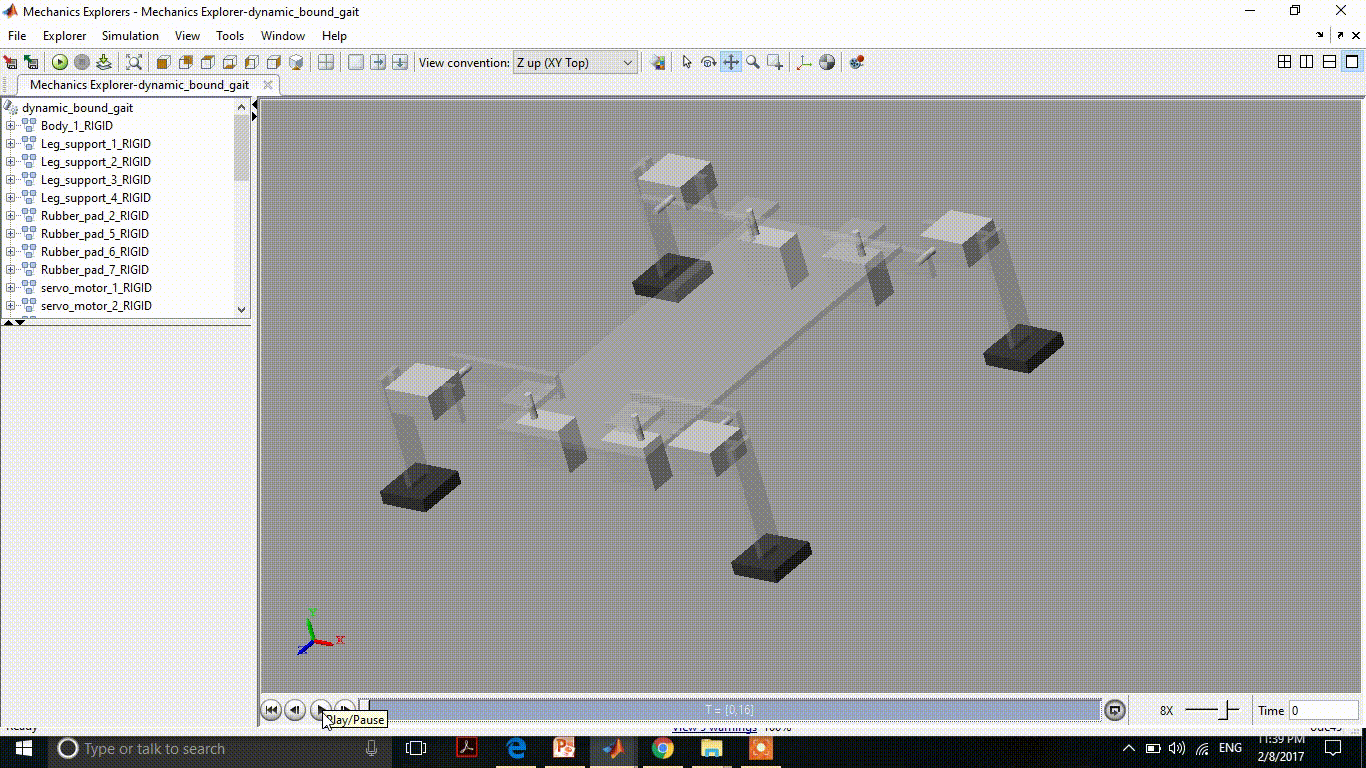 Mechanics Explorers - Mechanics Explorer-dynamic_bound_gait
File Explorer Simulation View Tools Window Help
View convention: Z up (XY Top)
Mechanics Explorer-dynamic_bound_gait
dynamic_bound_gait
Body_1_RIGID
Leg_support_1_RIGID
Leg_support_2_RIGID
Leg_support_3_RIGID
Leg_support_4_RIGID
Rubber_pad_2_RIGID
Rubber_pad_5_RIGID
Rubber_pad_6_RIGID
Rubber_pad_7_RIGID
servo_motor_1_RIGID
servo_motor_2_RIGID
Y
X
T = [0,16]
8X
Time 0
Play/Pause
Ready
View 3 warnings 100%
Type or talk to search
ENG
11:39 PM
2/8/2017